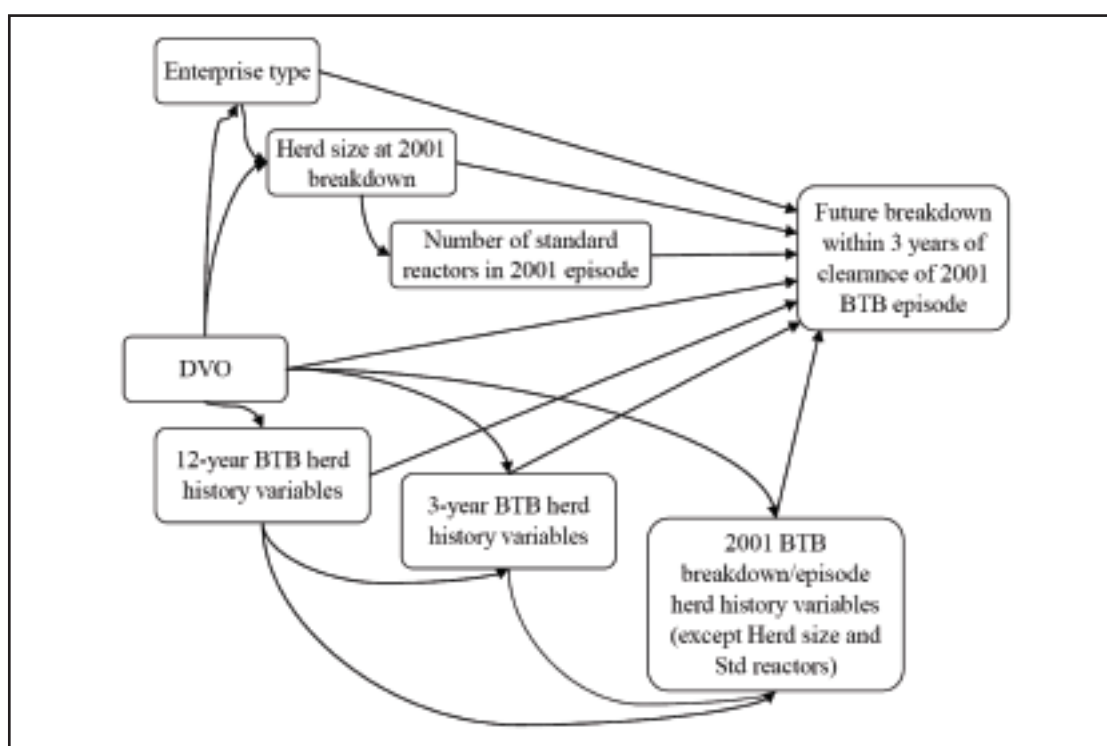 Enterprise type
Herd size at 2001
breakdown
Number of standard
reactors in 2001 episode
Future breakdown
within 3 years of
clearance of 2001
BTB episode
DVO
12-year BTB herd
history variables
3-year BTB herd
history variables
2001 BTB
breakdown/episode
herd history variables
(except Herd size and
Std reactors)